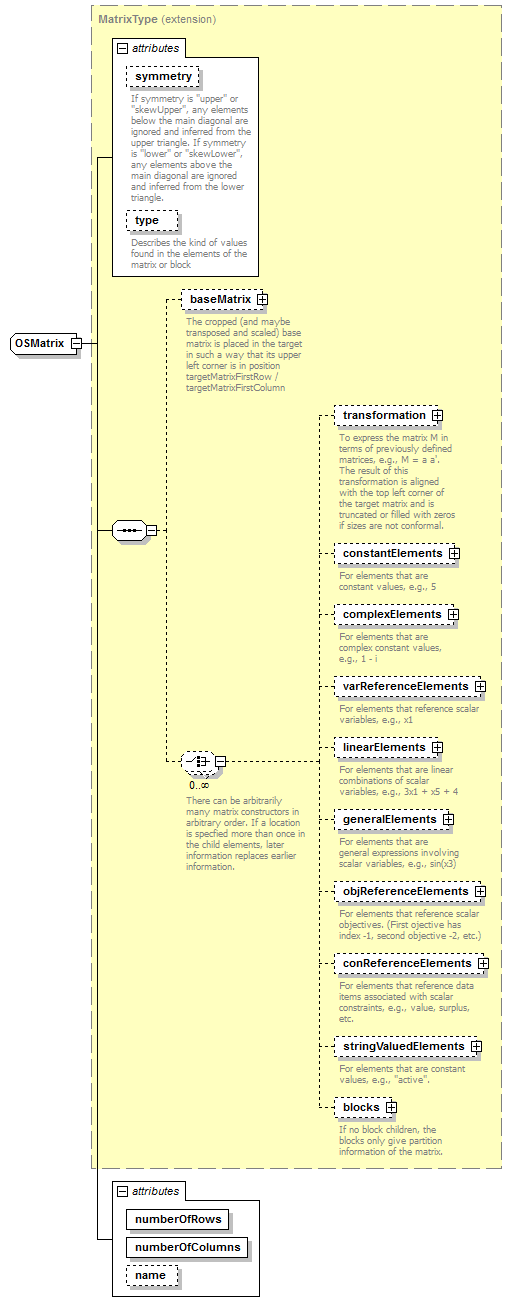 MatrixType (extension)
attributes
symmetry
If symmetry is "upper" or
"skewUpper", any elements
below the main diagonal are
ignored and inferred from the
upper triangle. If symmetry
is "lower" or "skewLower",
any elements above the
main diagonal are ignored
and inferred from the lower
triangle.
type
Describes the kind of values
found in the elements of the
matrix or block
OSMatrix
baseMatrix
The cropped (and maybe
transposed and scaled) base
matrix is placed in the target
in such a way that its upper
left corner is in position
targetMatrixFirstRow /
targetMatrixFirstColumn
0..∞
There can be arbitrarily
many matrix constructors in
arbitrary order. If a location
is specfied more than once in
the child elements, later
information replaces earlier
information.
transformation
To express the matrix M in
terms of previously defined
matrices, e.g., M = a a'.
The result of this
transformation is aligned
with the top left corner of
the target matrix and is
truncated or filled with zeros
if sizes are not conformal.
constantElements
For elements that are
constant values, e.g., 5
complexElements
For elements that are
complex constant values,
e.g., 1 - i
varReferenceElements
For elements that reference scalar
variables, e.g., x1
linearElements
For elements that are linear
combinations of scalar
variables, e.g., 3x1 + x5 + 4
generalElements
For elements that are
general expressions involving
scalar variables, e.g., sin(x3)
objReferenceElements
For elements that reference scalar
objectives. (First ojective has
index -1, second objective -2, etc.)
conReferenceElements
For elements that reference data
items associated with scalar
constraints, e.g., value, surplus,
etc.
stringValuedElements
For elements that are constant
values, e.g., "active".
blocks
If no block children, the
blocks only give partition
information of the matrix.
attributes
numberOfRows
numberOfColumns
name